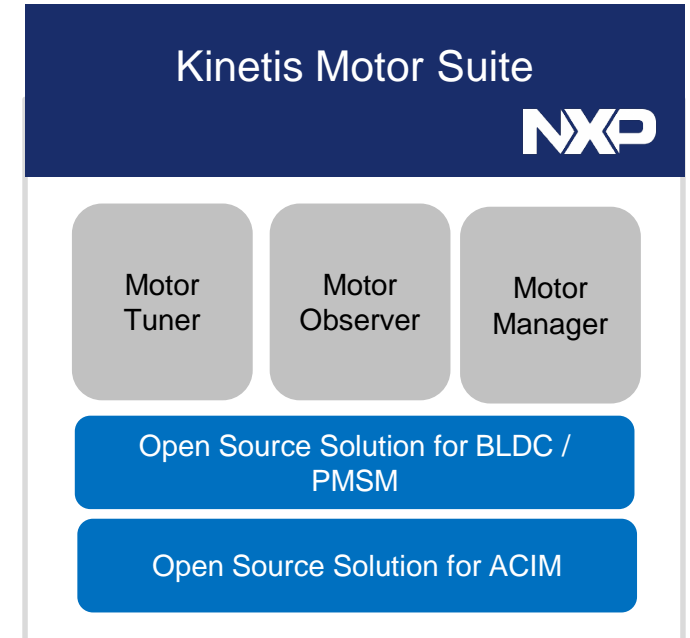 Kinetis Motor Suite
NXP
Motor
Tuner
Motor
Observer
Motor
Manager
Open Source Solution for BLDC /
PMSM
Open Source Solution for ACIM